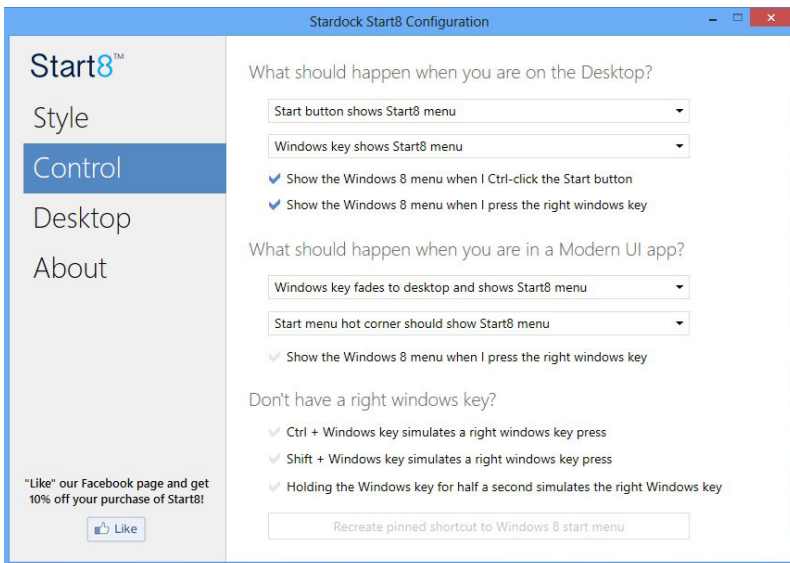 Stardock Start8 Configuration
Start8™
Style
Control
Desktop
About
"Like" our Facebook page and get
10% off your purchase of Start8!
Like
What should happen when you are on the Desktop?
Start button shows Start8 menu
Windows key shows Start8 menu
Show the Windows 8 menu when I Ctrl-click the Start button
Show the Windows 8 menu when I press the right windows key
What should happen when you are in a Modern UI app?
Windows key fades to desktop and shows Start8 menu
Start menu hot corner should show Start8 menu
Show the Windows 8 menu when I press the right windows key
Don't have a right windows key?
Ctrl + Windows key simulates a right windows key press
Shift + Windows key simulates a right windows key press
Holding the Windows key for half a second simulates the right Windows key
Recreate pinned shortcut to Windows 8 start menu